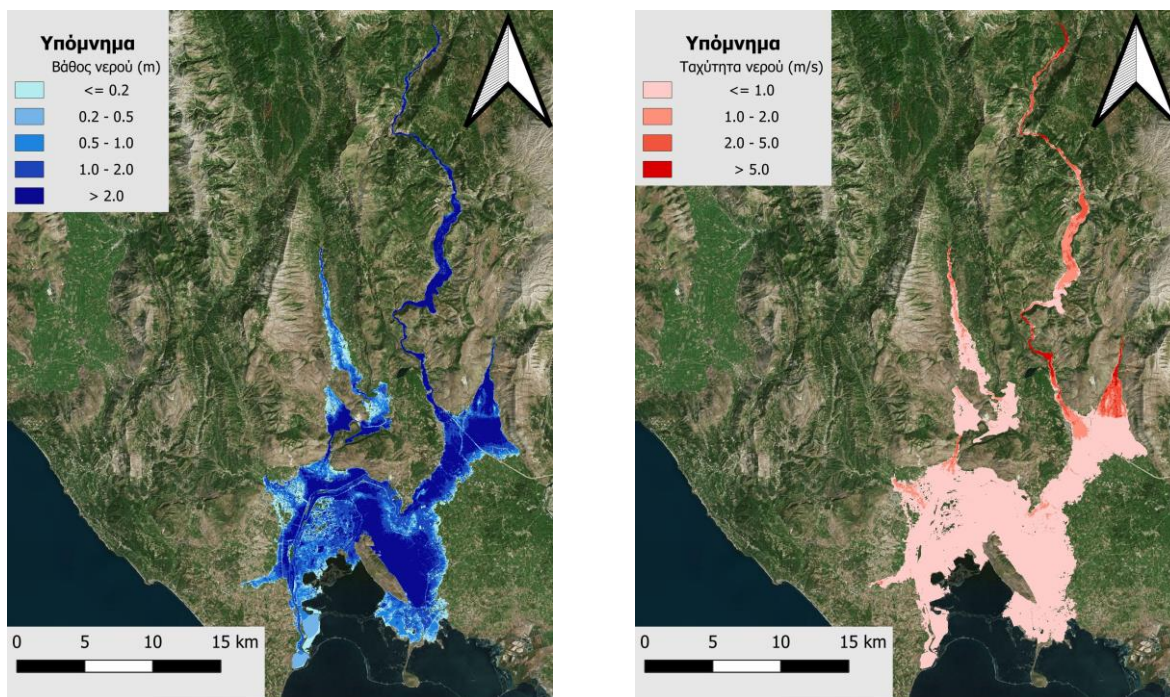 Υπόμνημα
Βάθος νερού (m)
<= 0.2
0.2 - 0.5
0.5 - 1.0
1.0 - 2.0
> 2.0
0 5 10 15 km
Υπόμνημα
Ταχύτητα νερού (m/s)
<= 1.0
1.0 - 2.0
2.0 - 5.0
> 5.0
0 5 10 15 km